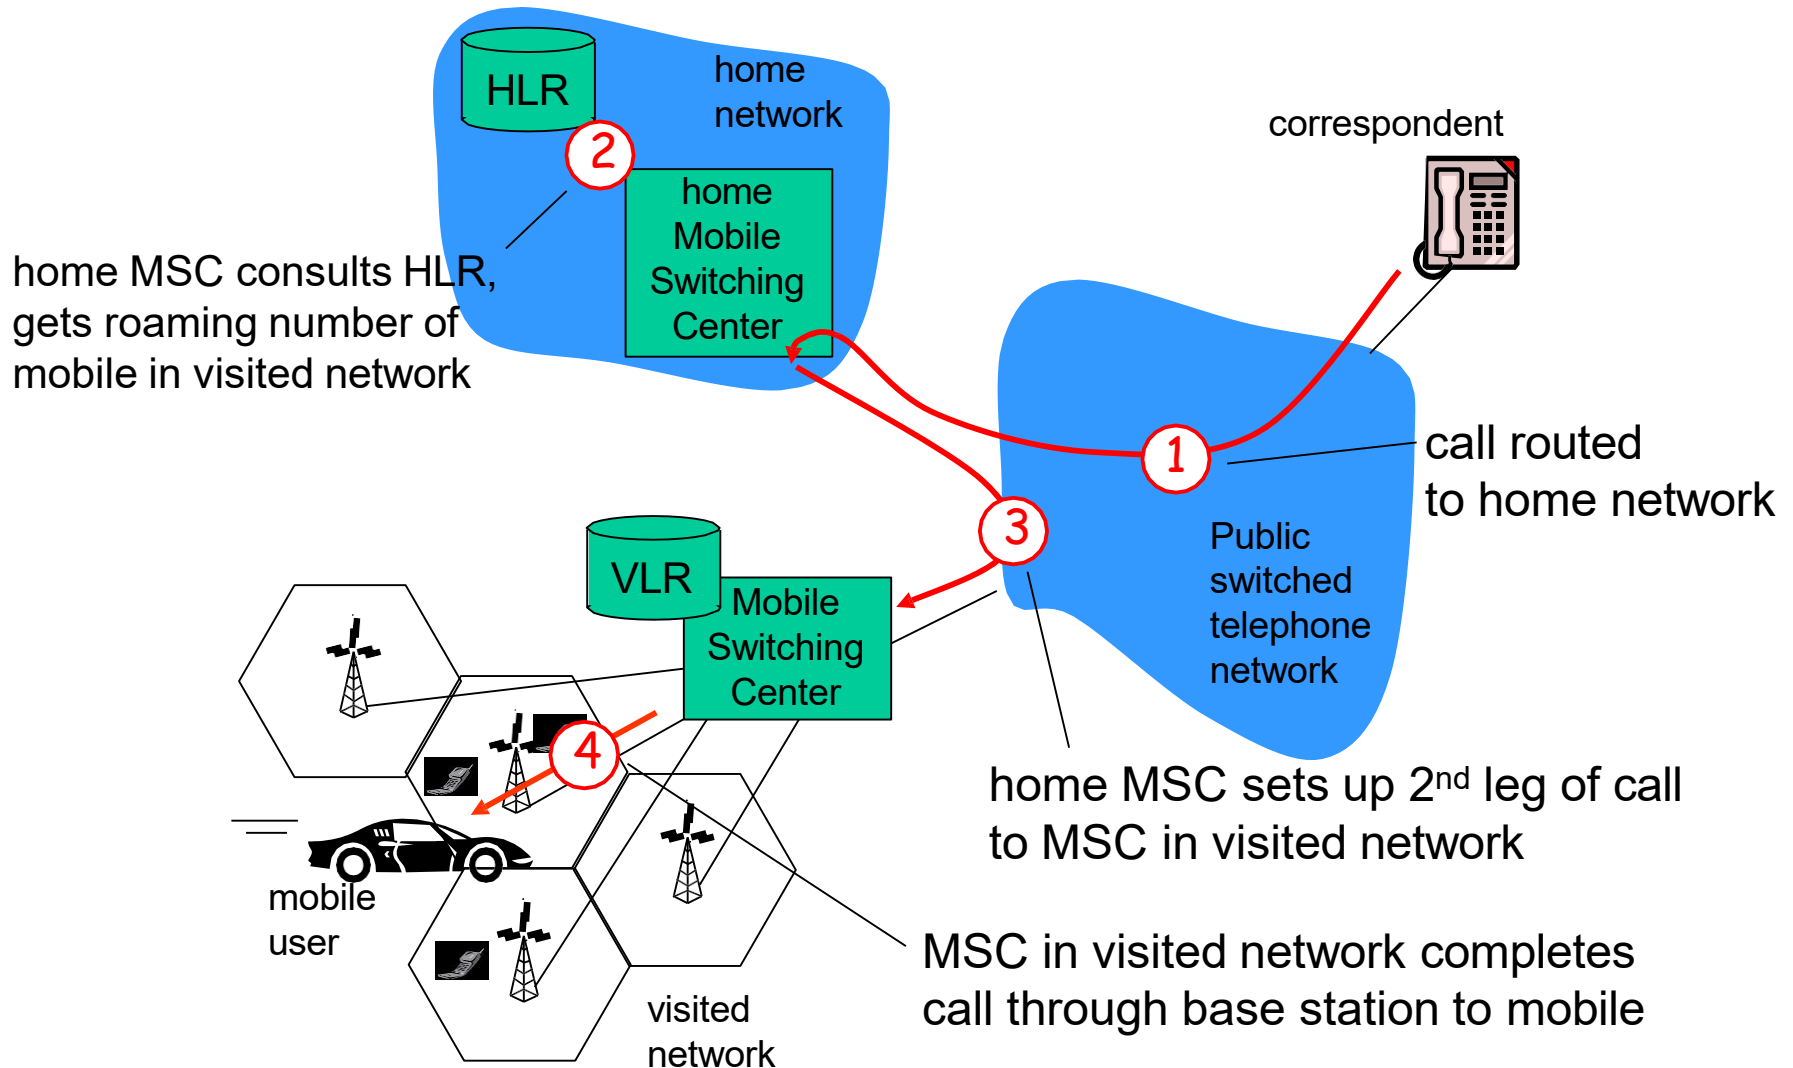 HLR
home
network
2
home
Mobile
Switching
Center
correspondent
home MSC consults HLR,
gets roaming number of
mobile in visited network
1
call routed
to home network
3
Public
switched
telephone
network
VLR
Mobile
Switching
Center
4
home MSC sets up 2nd leg of call
to MSC in visited network
mobile
user
MSC in visited network completes
call through base station to mobile
visited
network